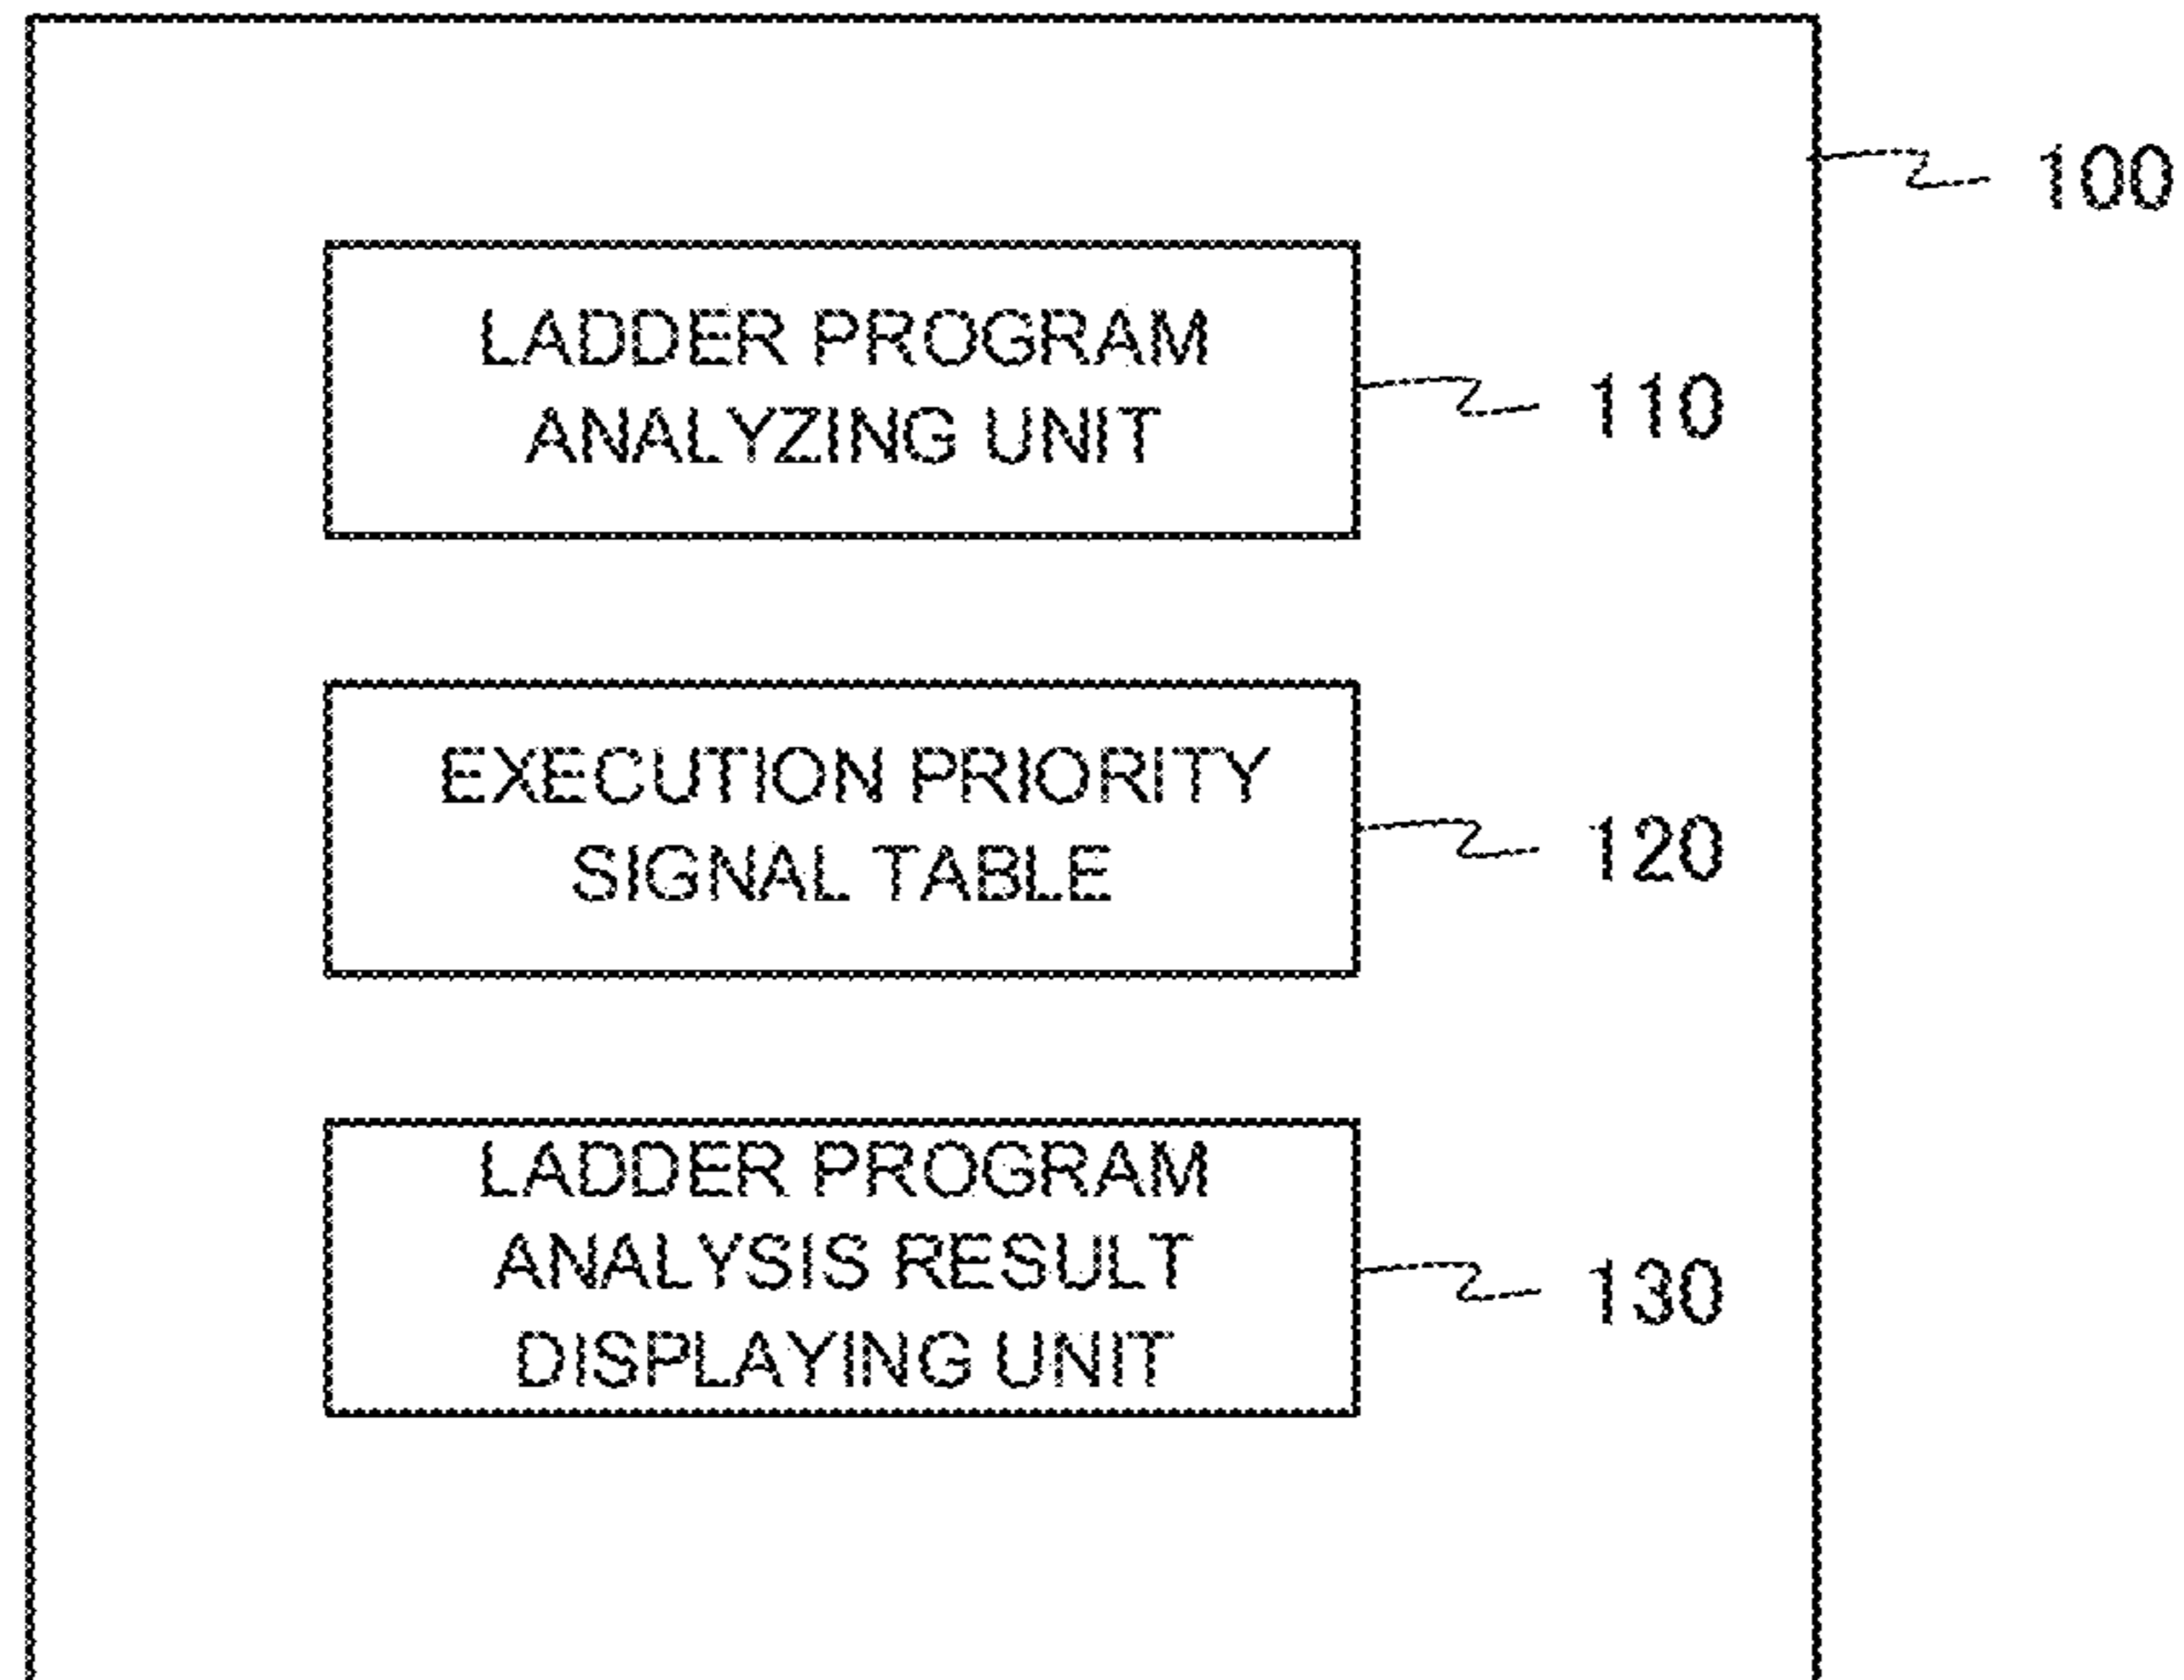 100
LADDER PROGRAM
ANALYZING UNIT
110
EXECUTION PRIORITY
SIGNAL TABLE
120
LADDER PROGRAM
ANALYSIS RESULT
DISPLAYING UNIT
130